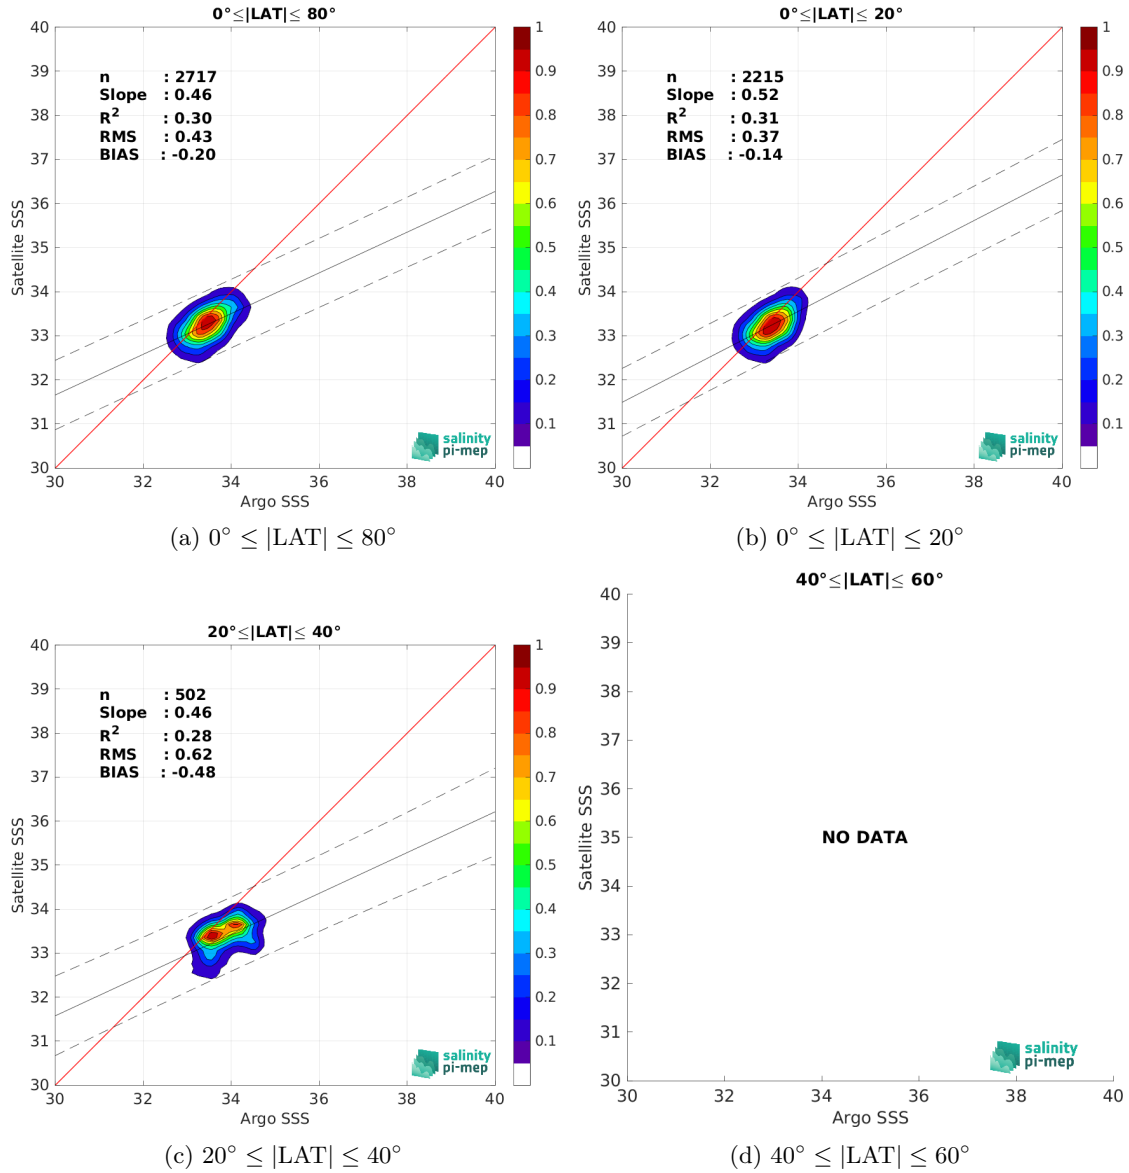 0°≤|LAT|≤ 80°
40
39
38
37
36
35
34
33
32
31
30
30
32
34
36
38
40
Satellite SSS
Argo SSS
n : 2717
Slope : 0.46
R² : 0.30
RMS : 0.43
BIAS : -0.20
salinity
pi-mep
1
0.9
0.8
0.7
0.6
0.5
0.4
0.3
0.2
0.1
(a) 0° ≤ |LAT| ≤ 80°
0°≤|LAT|≤ 20°
40
39
38
37
36
35
34
33
32
31
30
30
32
34
36
38
40
Satellite SSS
Argo SSS
n : 2215
Slope : 0.52
R² : 0.31
RMS : 0.37
BIAS : -0.14
salinity
pi-mep
1
0.9
0.8
0.7
0.6
0.5
0.4
0.3
0.2
0.1
(b) 0° ≤ |LAT| ≤ 20°
20°≤|LAT|≤ 40°
40
39
38
37
36
35
34
33
32
31
30
30
32
34
36
38
40
Satellite SSS
Argo SSS
n : 502
Slope : 0.46
R² : 0.28
RMS : 0.62
BIAS : -0.48
salinity
pi-mep
1
0.9
0.8
0.7
0.6
0.5
0.4
0.3
0.2
0.1
(c) 20° ≤ |LAT| ≤ 40°
40°≤|LAT|≤ 60°
40
39
38
37
36
35
34
33
32
31
30
30
32
34
36
38
40
Satellite SSS
Argo SSS
NO DATA
salinity
pi-mep
(d) 40° ≤ |LAT| ≤ 60°